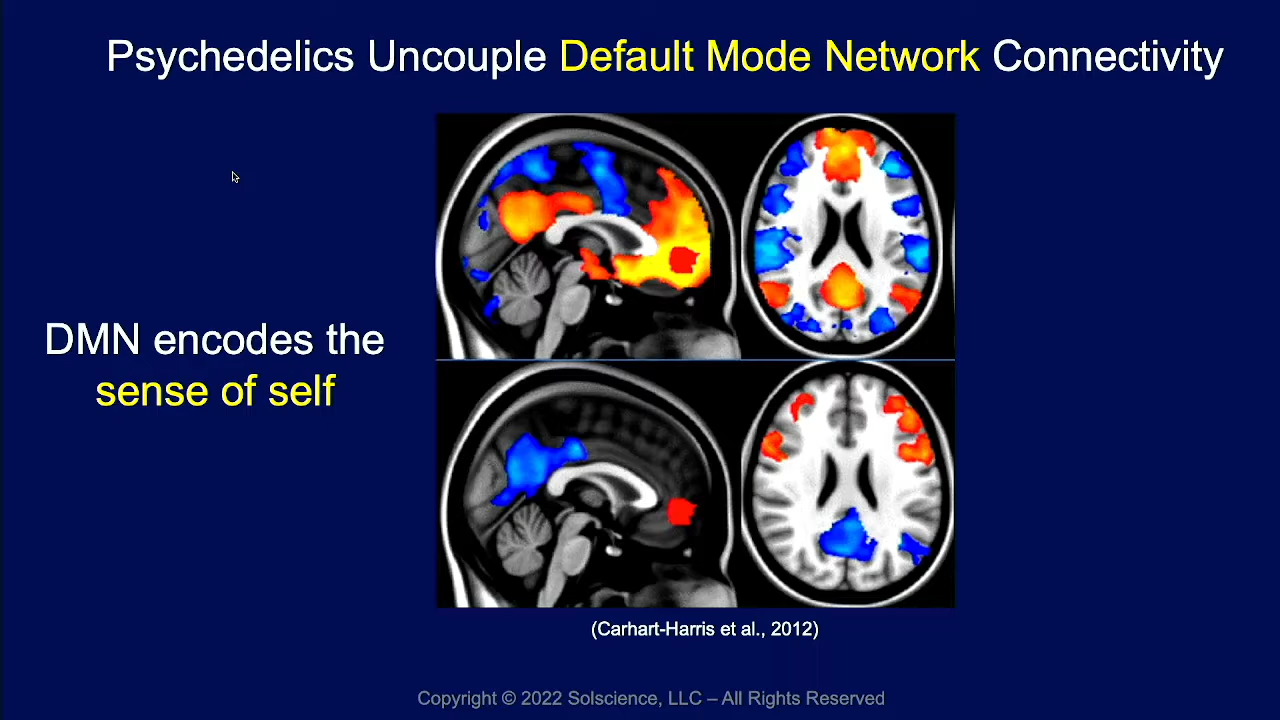 Psychedelics Uncouple Default Mode Network Connectivity
DMN encodes the
sense of self
(Carhart-Harris et al., 2012)
Copyright © 2022 Solscience, LLC – All Rights Reserved